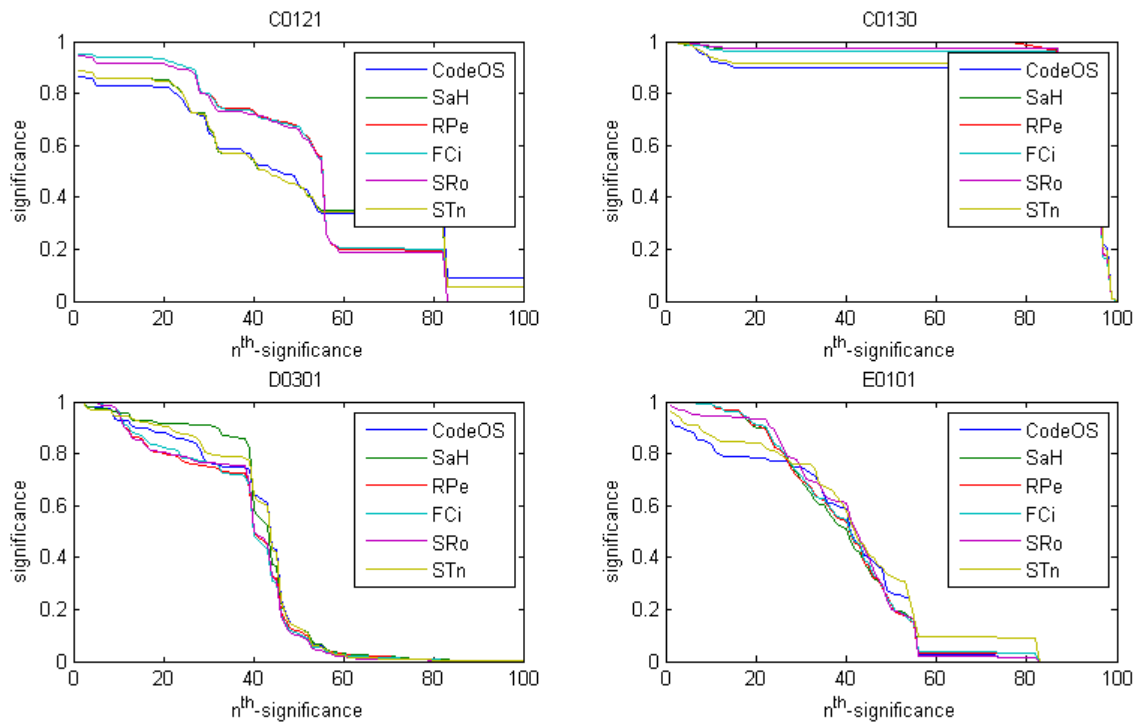 C0121
1
0.8
0.6
0.4
0.2
0
significance
0 20 40 60 80 100
nth-significance
CodeOS
SaH
RPe
FCi
SRo
STn
C0130
1
0.8
0.6
0.4
0.2
0
significance
0 20 40 60 80 100
nth-significance
CodeOS
SaH
RPe
FCi
SRo
STn
D0301
1
0.8
0.6
0.4
0.2
0
significance
0 20 40 60 80 100
nth-significance
CodeOS
SaH
RPe
FCi
SRo
STn
E0101
1
0.8
0.6
0.4
0.2
0
significance
0 20 40 60 80 100
nth-significance
CodeOS
SaH
RPe
FCi
SRo
STn